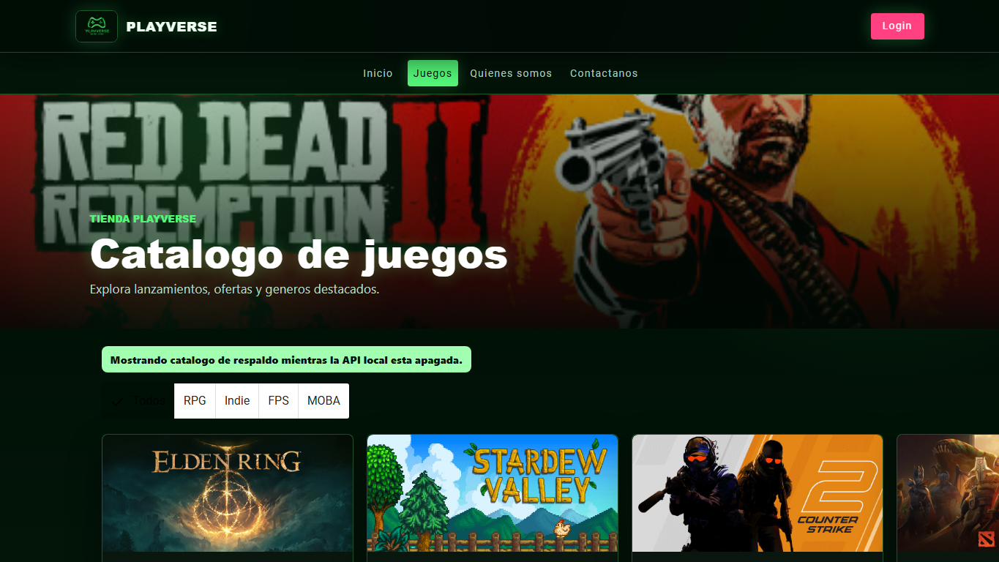 PLAYVERSE
PLAYVERSE
Login
Inicio
Juegos
Quienes somos
Contactanos
RED DEAD
REDEMPTION II
TIENDA PLAYVERSE
Catalogo de juegos
Explora lanzamientos, ofertas y generos destacados.
Mostrando catalogo de respaldo mientras la API local esta apagada.
Todos
RPG
Indie
FPS
MOBA
ELDEN RING
STARDEW
VALLEY
2
COUNTER
STRIKE